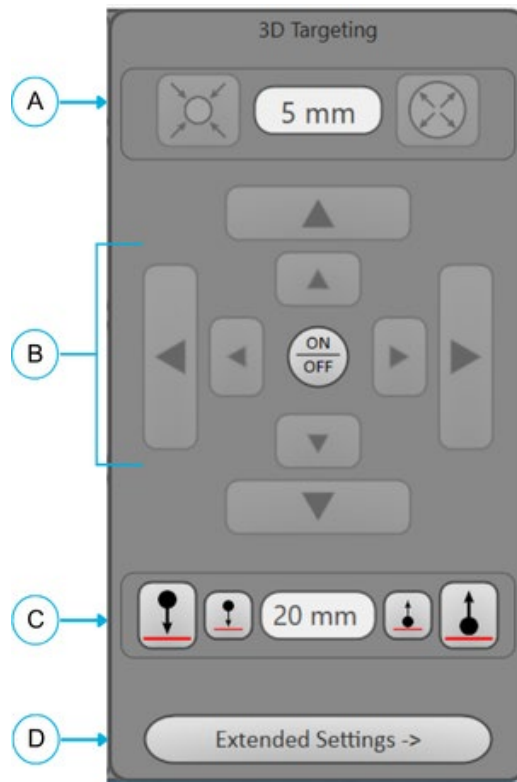 3D Targeting
A
5 mm
B
ON
OFF
C
20 mm
D
Extended Settings ->